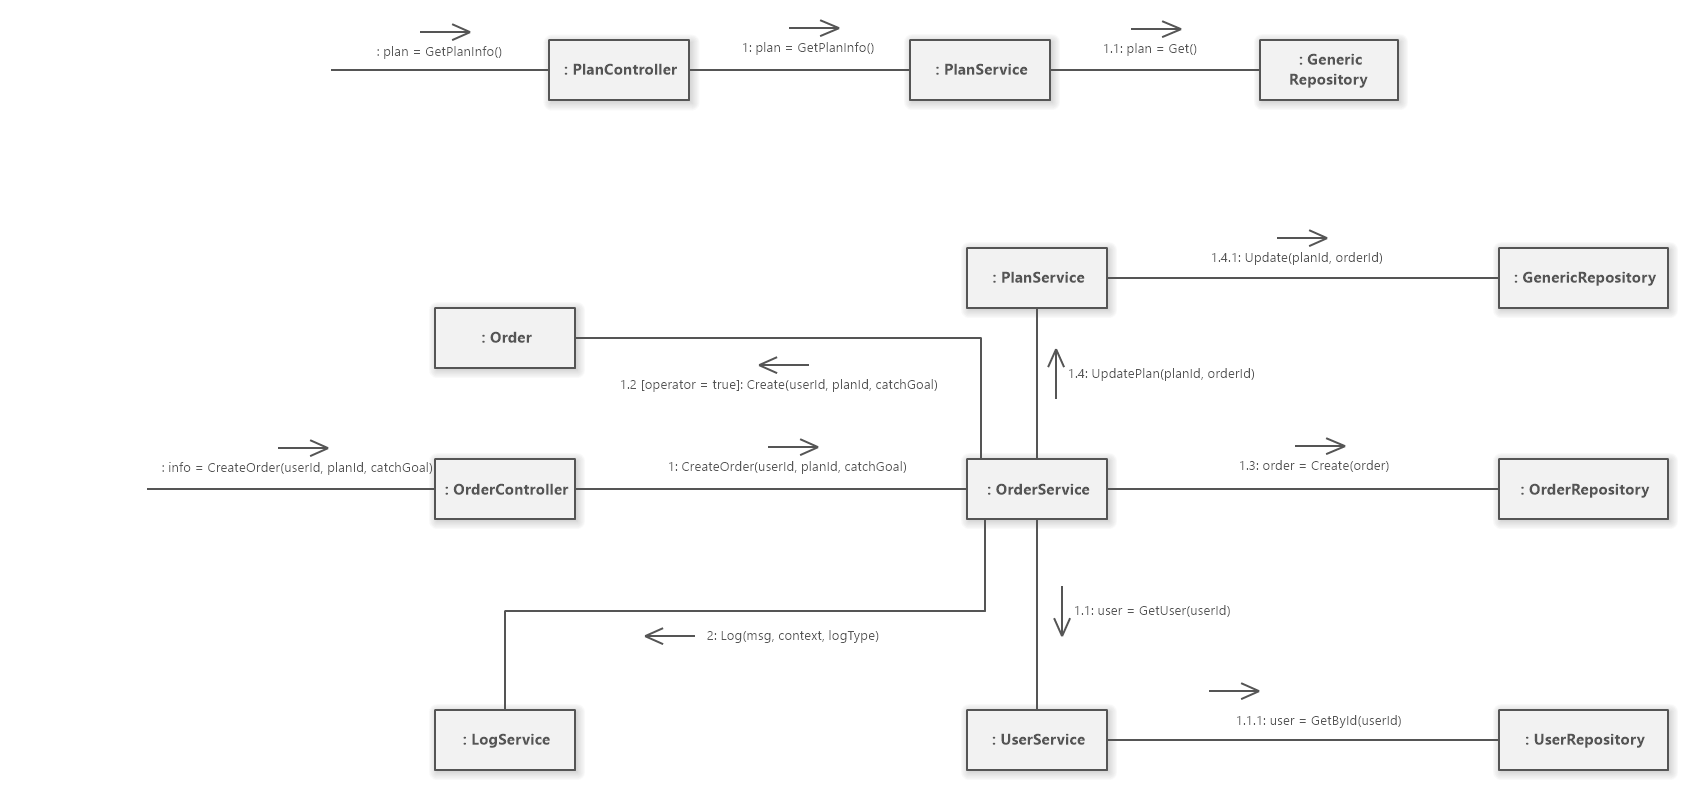 : plan = GetPlanInfo()
1: plan = GetPlanInfo()
1.1: plan = Get()
: PlanController
: PlanService
: Generic
Repository
1.4.1: Update(planId, orderId)
: PlanService
: GenericRepository
: Order
1.2 [operator = true]: Create(userId, planId, catchGoal)
1.4: UpdatePlan(planId, orderId)
: info = CreateOrder(userId, planId, catchGoal)
1: CreateOrder(userId, planId, catchGoal)
1.3: order = Create(order)
: OrderController
: OrderService
: OrderRepository
1.1: user = GetUser(userId)
2: Log(msg, context, logType)
1.1.1: user = GetById(userId)
: LogService
: UserService
: UserRepository